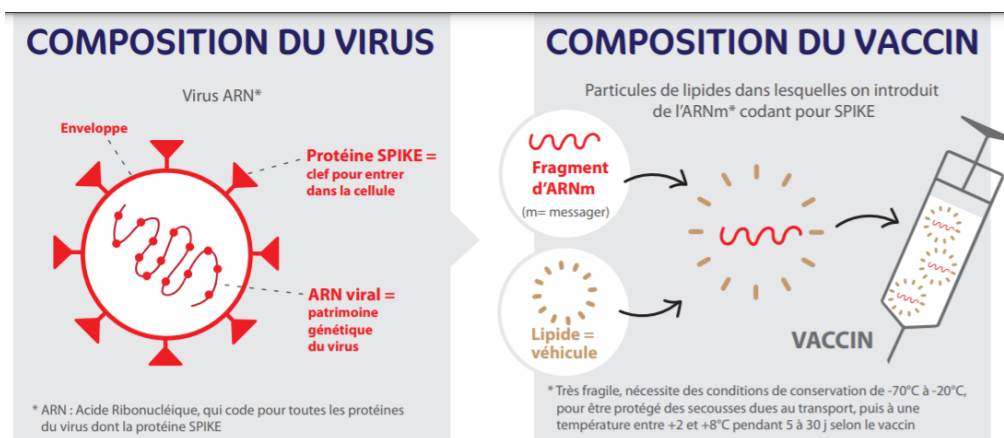 COMPOSITION DU VIRUS
Virus ARN*
Enveloppe
Protéine SPIKE =
clef pour entrer
dans la cellule
ARN viral =
patrimoine
génétique
du virus
* ARN : Acide Ribonucléique, qui code pour toutes les protéines
du virus dont la protéine SPIKE
COMPOSITION DU VACCIN
Particules de lipides dans lesquelles on introduit
de l'ARNm* codant pour SPIKE
Fragment
d'ARNm
(m= messager)
Lipide =
véhicule
VACCIN
* Très fragile, nécessite des conditions de conservation de -70°C à -20°C,
pour être protégé des secousses dues au transport, puis à une
température entre +2 et +8°C pendant 5 à 30 j selon le vaccin